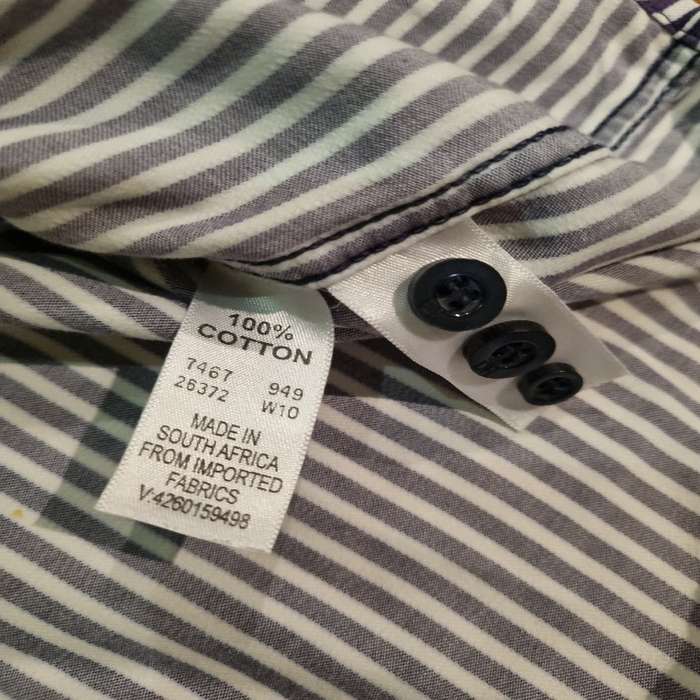 100%
COTTON
7467 949
26372 W10
MADE IN
SOUTH AFRICA
FROM IMPORTED
FABRICS
V:4260159498